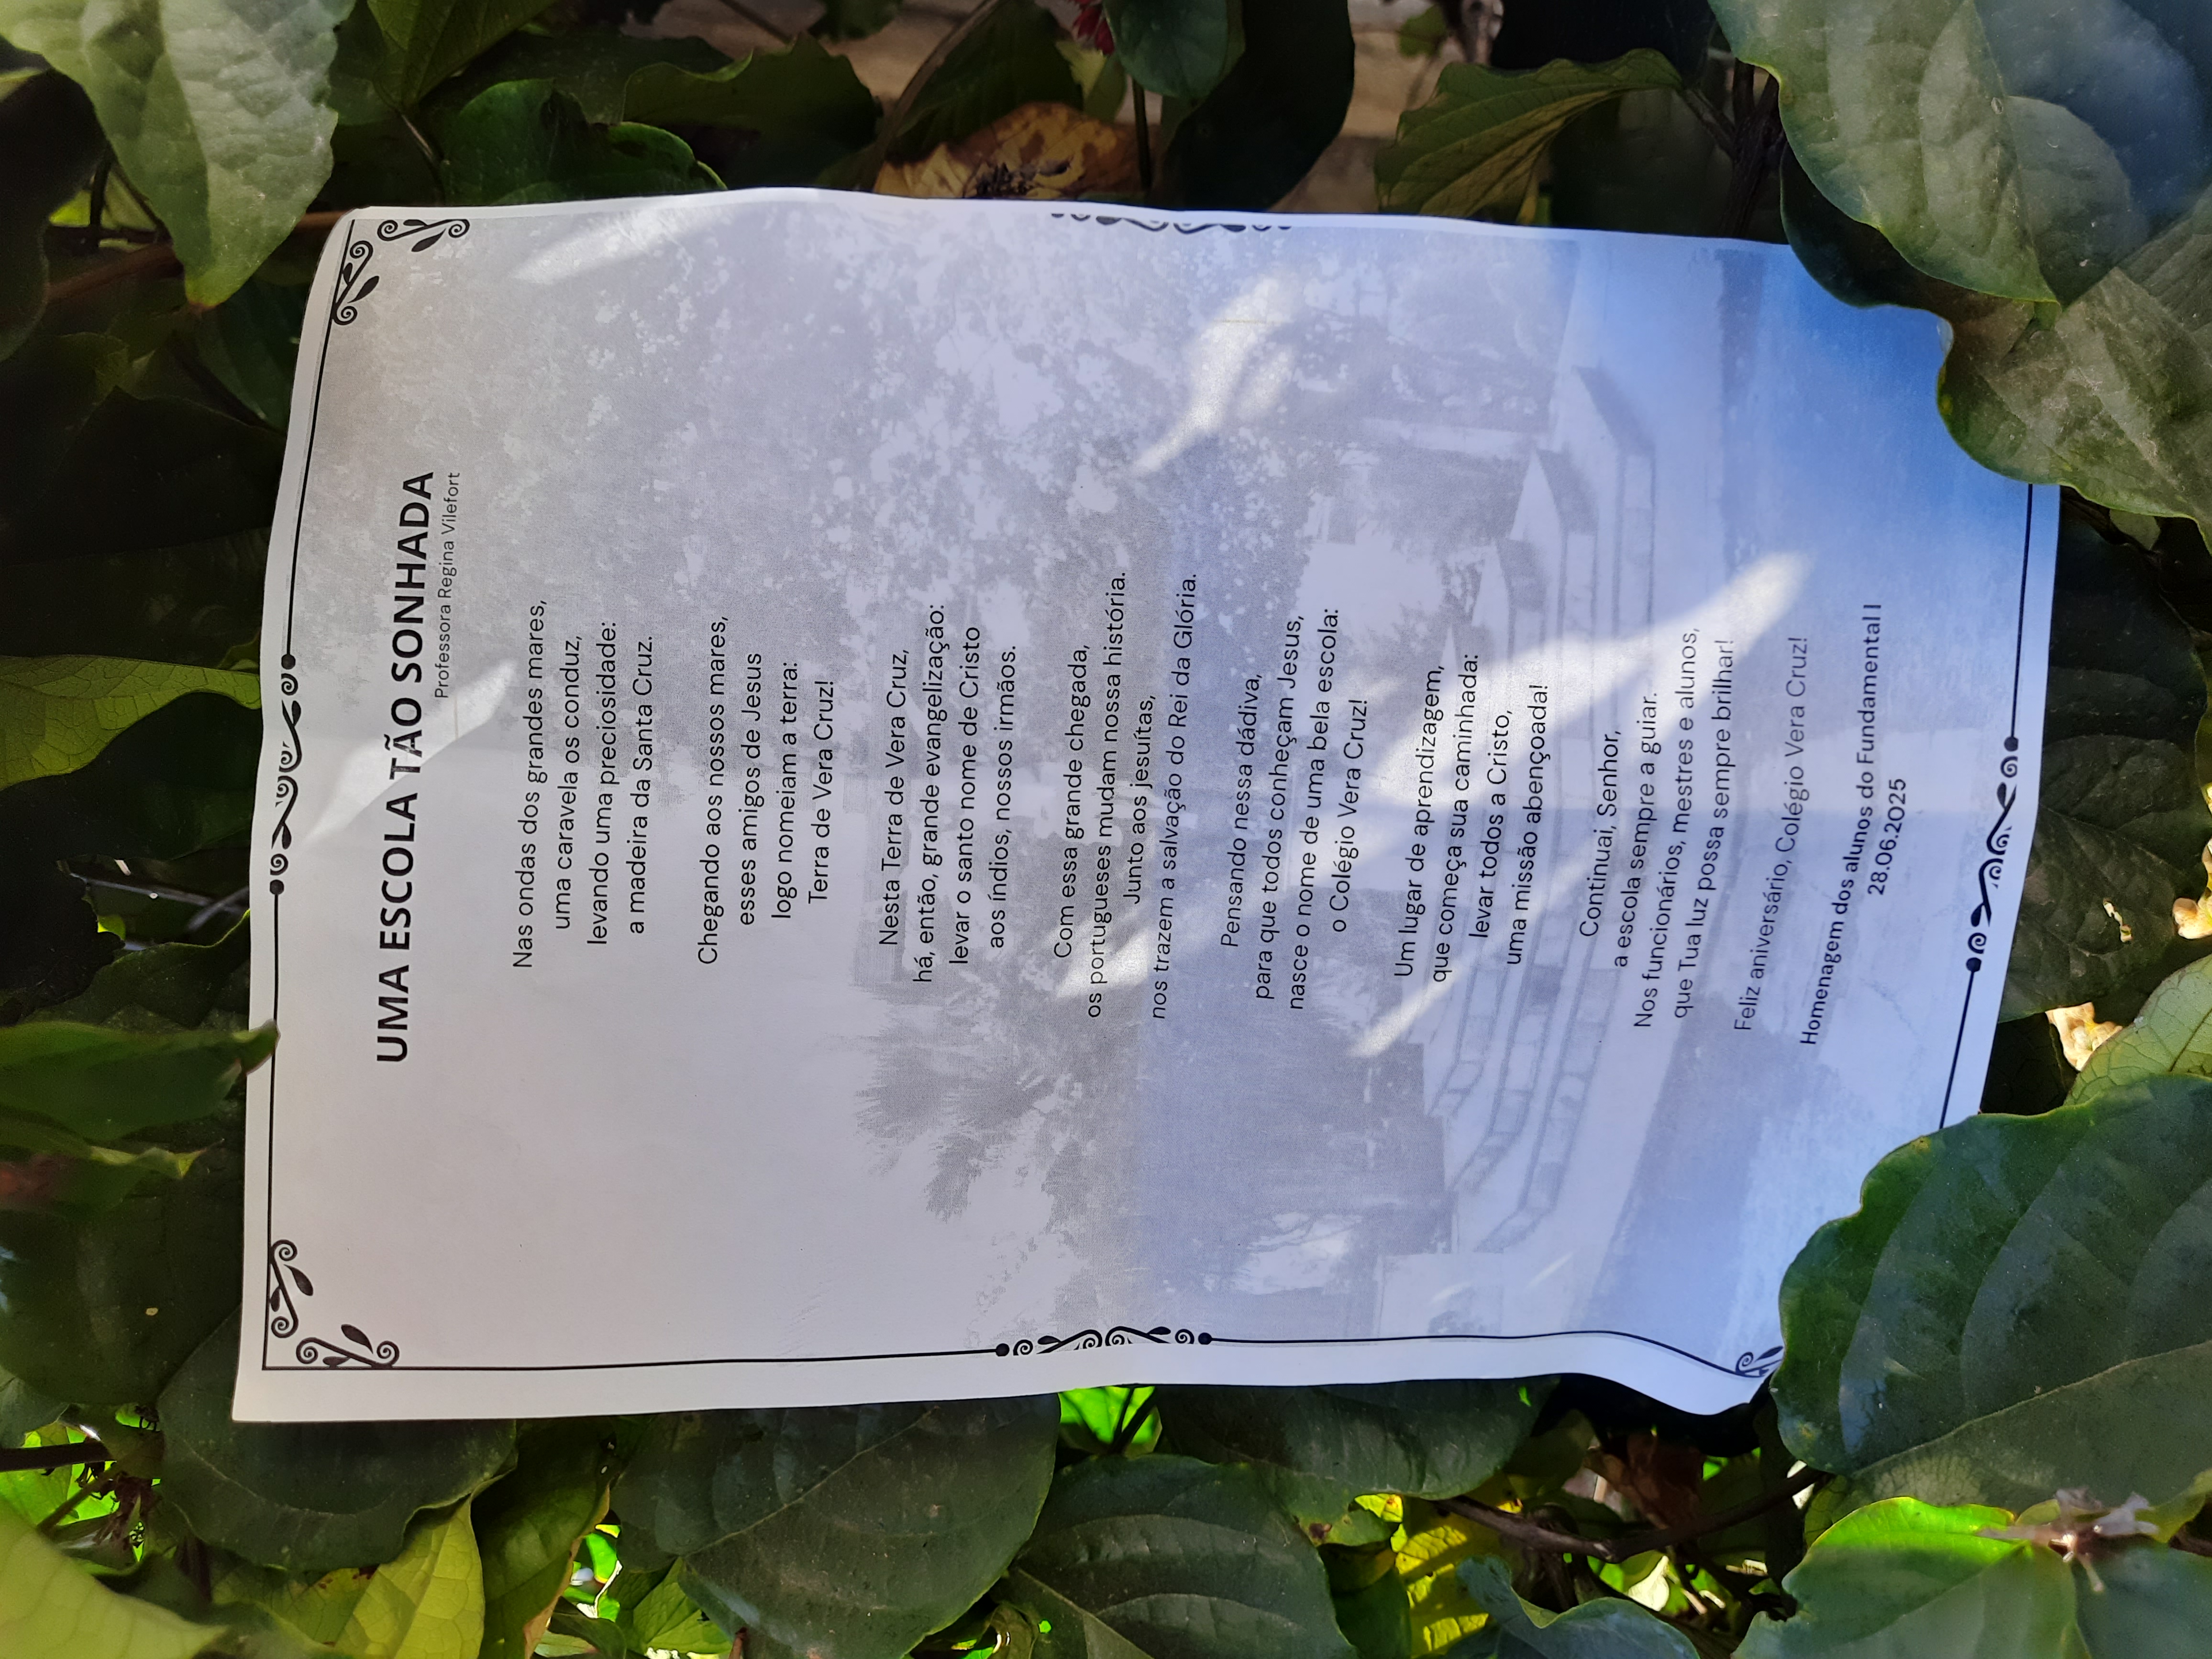 UMA ESCOLA TÃO SONHADA
Professora Regina Vilefort
Nas ondas dos grandes mares,
uma caravela os conduz,
levando uma preciosidade:
a madeira da Santa Cruz.
Chegando aos nossos mares,
esses amigos de Jesus
logo nomeiam a terra:
Terra de Vera Cruz!
Nesta Terra de Vera Cruz,
há, então, grande evangelização:
levar o santo nome de Cristo
aos índios, nossos irmãos.
Com essa grande chegada,
os portugueses mudam nossa história.
Junto aos jesuítas,
nos trazem a salvação do Rei da Glória.
Pensando nessa dádiva,
para que todos conheçam Jesus,
nasce o nome de uma bela escola:
o Colégio Vera Cruz!
Um lugar de aprendizagem,
que começa sua caminhada:
levar todos a Cristo,
uma missão abençoada!
Continuai, Senhor,
a escola sempre a guiar.
Nos funcionários, mestres e alunos,
que Tua luz possa sempre brilhar!
Feliz aniversário, Colégio Vera Cruz!
Homenagem dos alunos do Fundamental I
28.06.2025